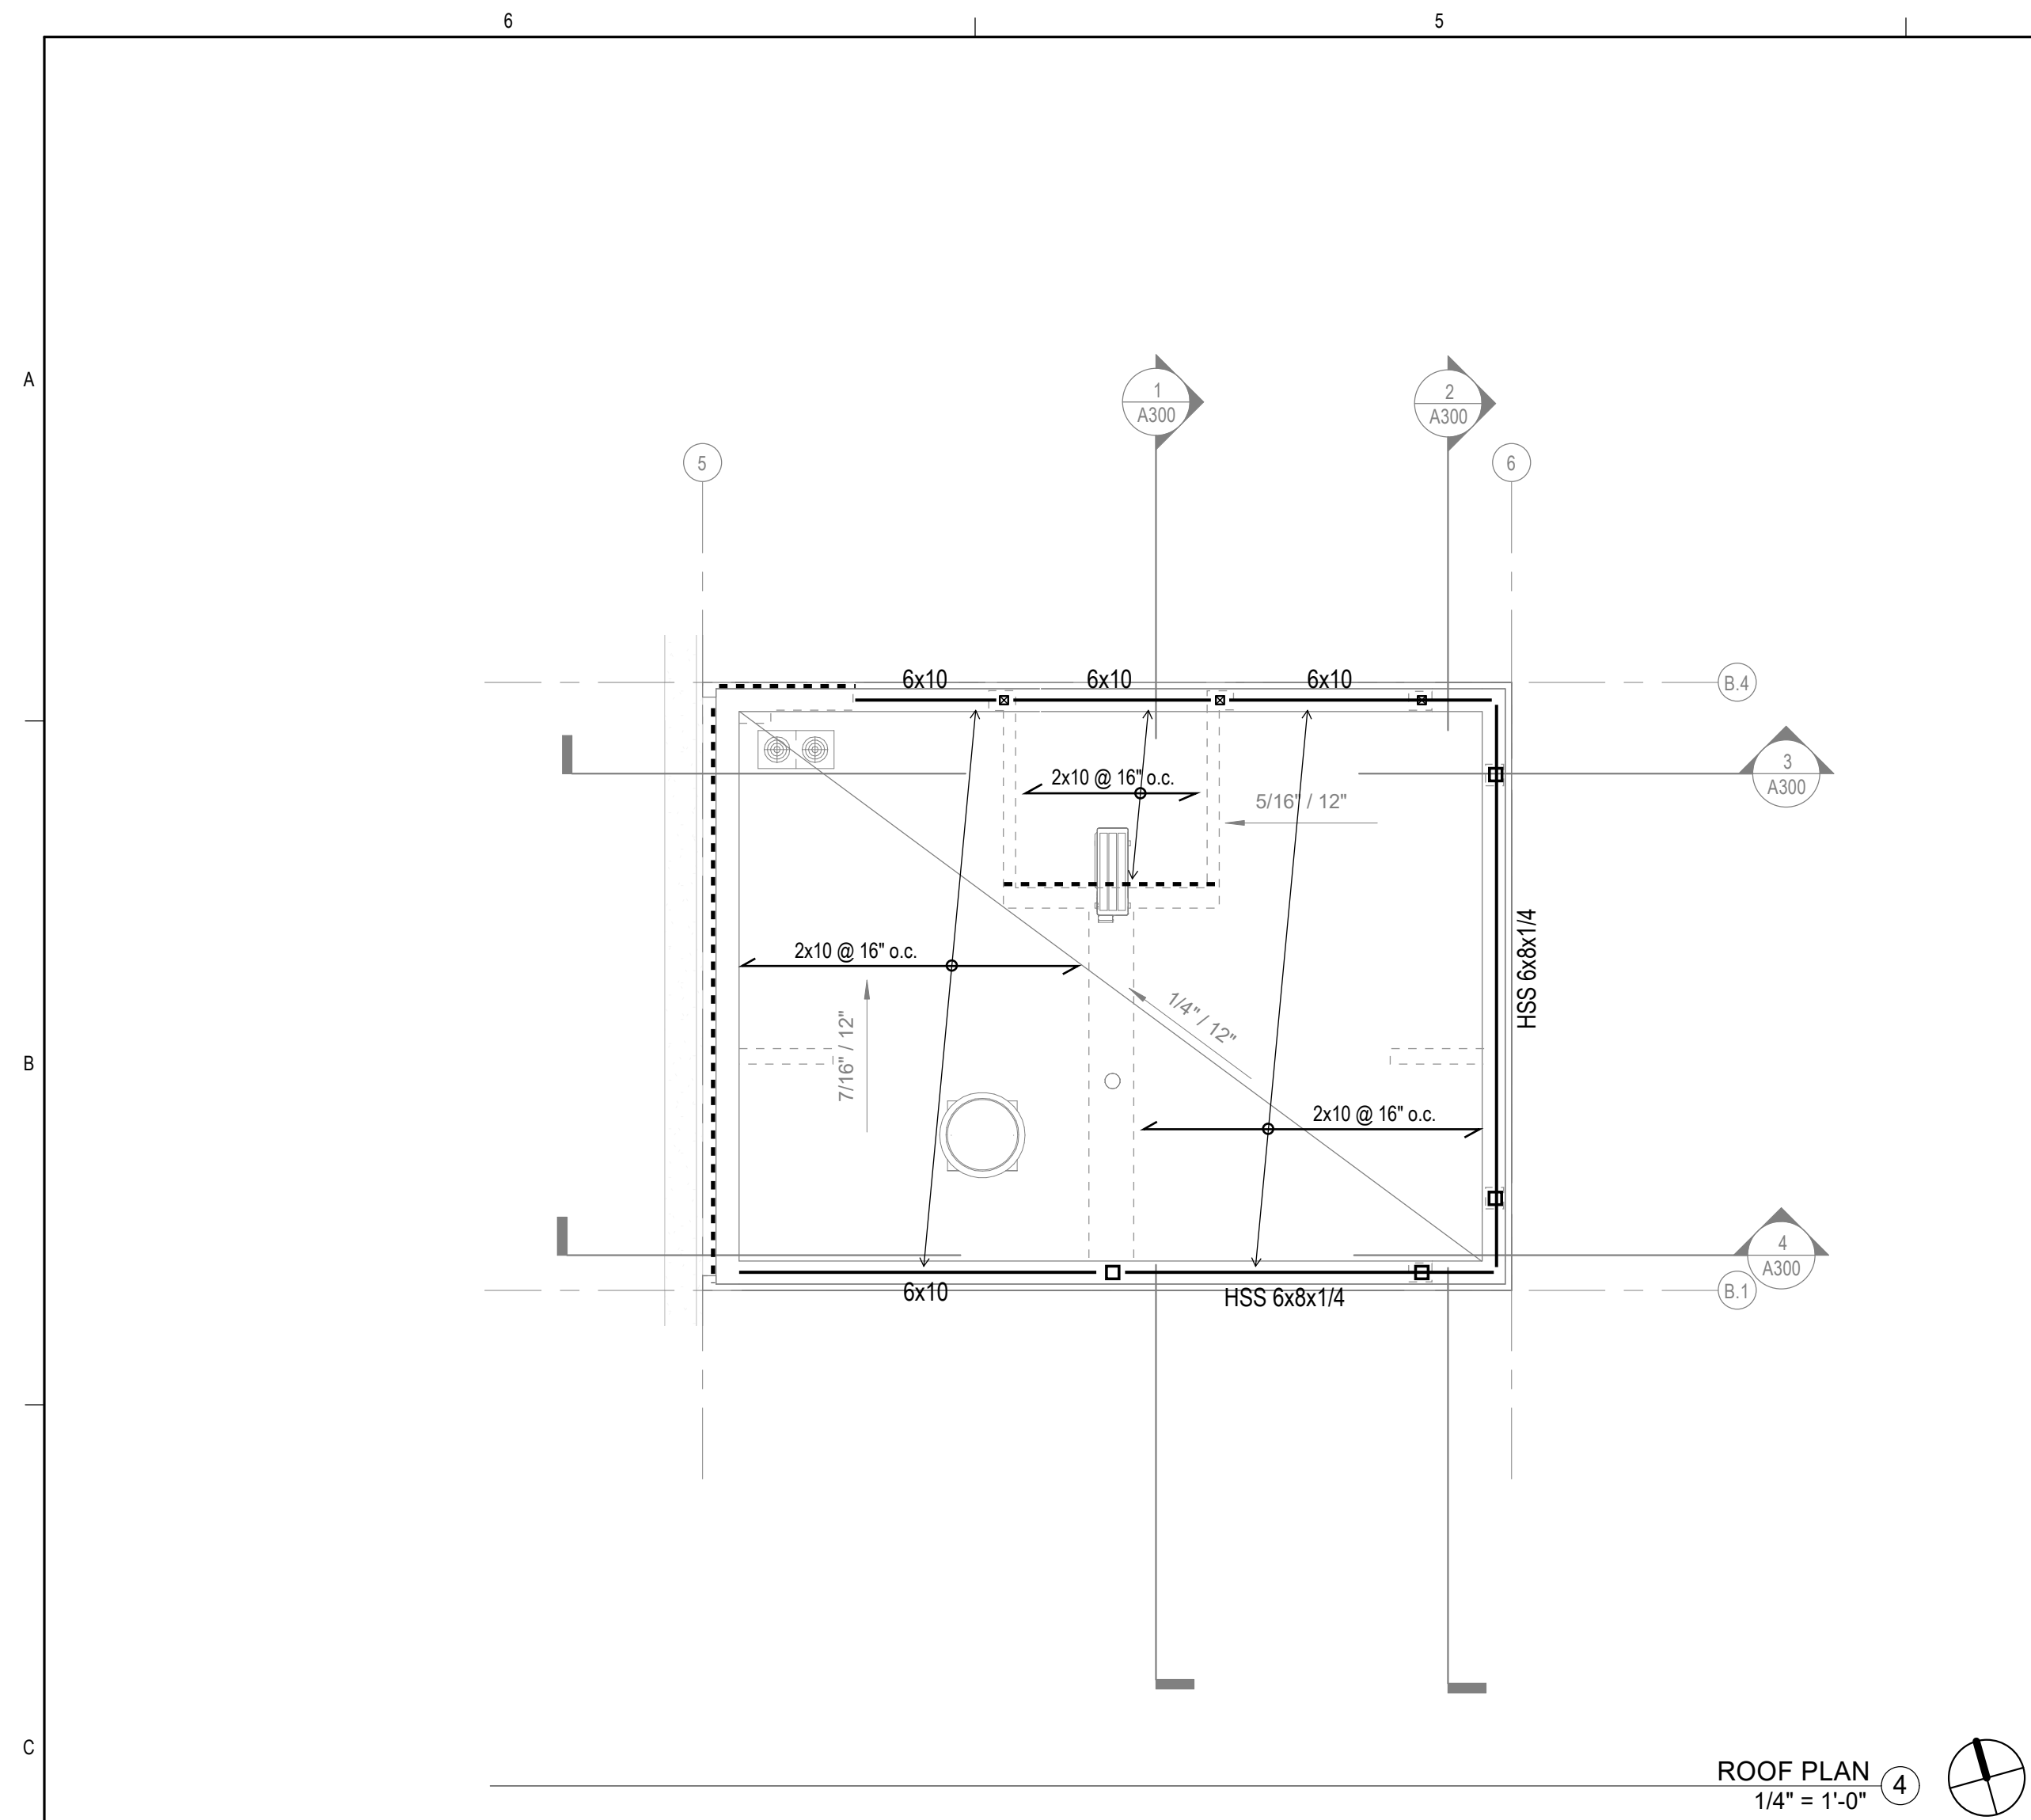 6
5
A
1
A300
2
A300
5
6
6x10
6x10
6x10
B.4
3
A300
2x10 @ 16" o.c.
5/16" / 12"
2x10 @ 16" o.c.
HSS 6x8x1/4
1/4" / 12"
7/16" / 12"
B
2x10 @ 16" o.c.
4
A300
B.1
6x10
HSS 6x8x1/4
C
ROOF PLAN
4
1/4" = 1'-0"